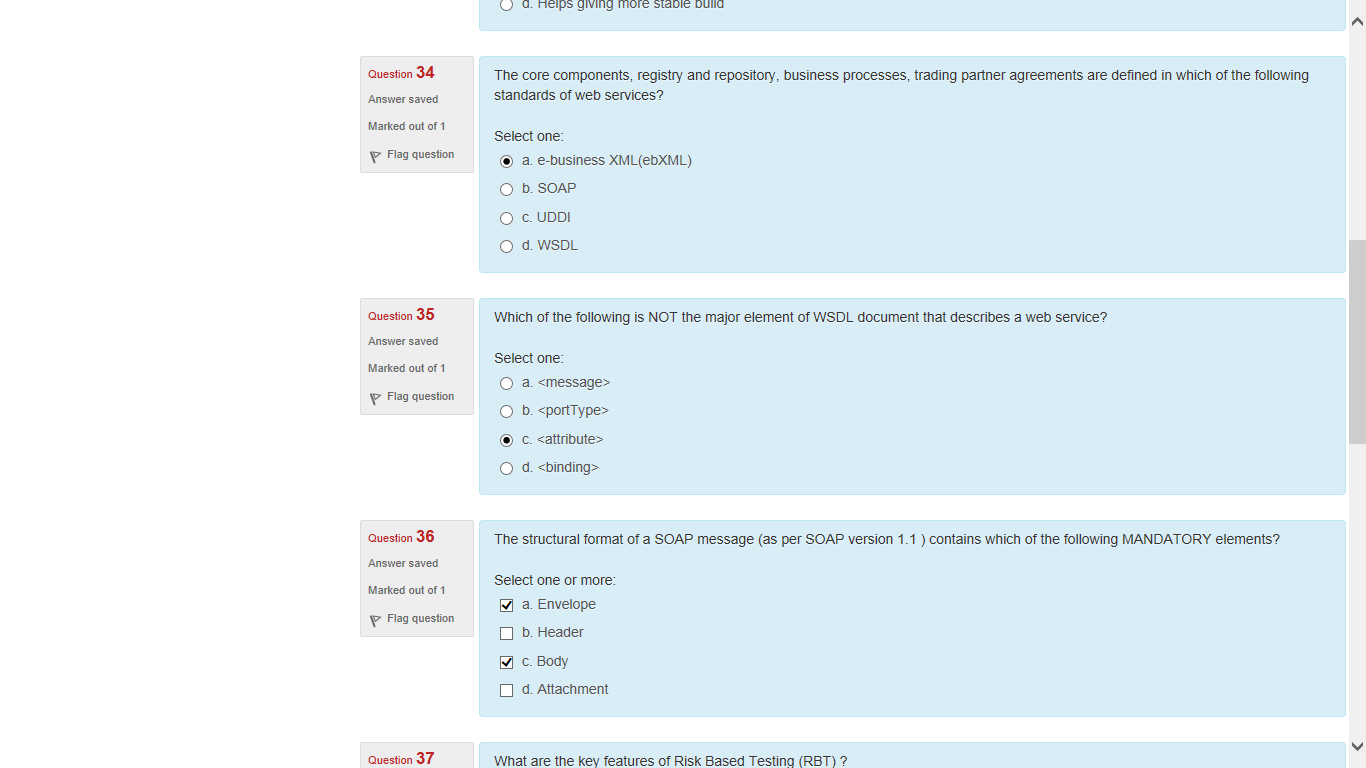 d. Helps giving more stable build
Question 34
Answer saved
Marked out of 1
Flag question
The core components, registry and repository, business processes, trading partner agreements are defined in which of the following
standards of web services?
Select one:
a. e-business XML(ebXML)
b. SOAP
c. UDDI
d. WSDL
Question 35
Answer saved
Marked out of 1
Flag question
Which of the following is NOT the major element of WSDL document that describes a web service?
Select one:
a. <message>
b. <portType>
c. <attribute>
d. <binding>
Question 36
Answer saved
Marked out of 1
Flag question
The structural format of a SOAP message (as per SOAP version 1.1 ) contains which of the following MANDATORY elements?
Select one or more:
a. Envelope
b. Header
c. Body
d. Attachment
Question 37
What are the key features of Risk Based Testing (RBT) ?